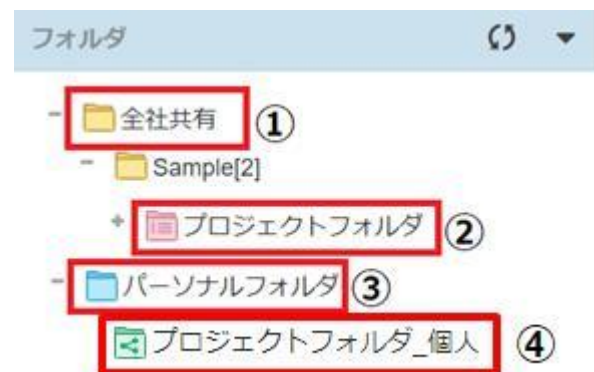 フォルダ
全社共有 ①
Sample[2]
プロジェクトフォルダ ②
パーソナルフォルダ ③
プロジェクトフォルダ_個人 ④